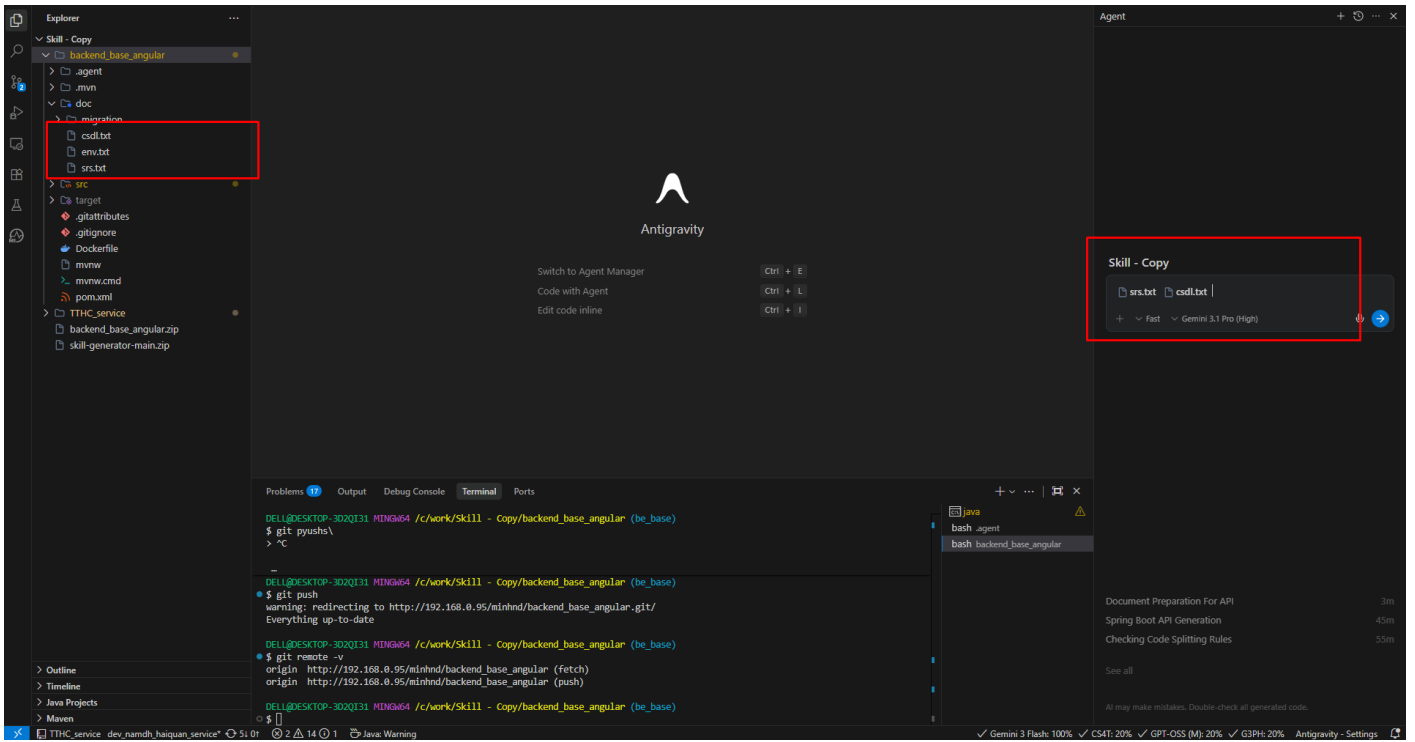 Explorer ...
Skill - Copy
backend_base_angular
.agent
.mvn
doc
migration
csdl.txt
env.txt
srs.txt
src
target
.gitattributes
.gitignore
Dockerfile
mvnw
mvnw.cmd
pom.xml
TTHC_service
backend_base_angular.zip
skill-generator-main.zip
Outline
Timeline
Java Projects
Maven
2
Antigravity
Switch to Agent Manager Ctrl + E
Code with Agent Ctrl + L
Edit code inline Ctrl + I
Problems 17 Output Debug Console Terminal Ports
DELL@DESKTOP-3D2QI31 MINGW64 /c/work/Skill - Copy/backend_base_angular (be_base)
$ git pyushs\
> ^C
…
DELL@DESKTOP-3D2QI31 MINGW64 /c/work/Skill - Copy/backend_base_angular (be_base)
$ git push
warning: redirecting to http://192.168.0.95/minhnd/backend_base_angular.git/
Everything up-to-date
DELL@DESKTOP-3D2QI31 MINGW64 /c/work/Skill - Copy/backend_base_angular (be_base)
$ git remote -v
origin http://192.168.0.95/minhnd/backend_base_angular (fetch)
origin http://192.168.0.95/minhnd/backend_base_angular (push)
DELL@DESKTOP-3D2QI31 MINGW64 /c/work/Skill - Copy/backend_base_angular (be_base)
$
java
bash .agent
bash backend_base_angular
Agent
Skill - Copy
srs.txt csdl.txt
+ Fast Gemini 3.1 Pro (High)
Document Preparation For API 3m
Spring Boot API Generation 45m
Checking Code Splitting Rules 55m
See all
AI may make mistakes. Double-check all generated code.
TTHC_service dev_namdh_haiquan_service* 5↓ 0↑ 2 14 1 Java: Warning
✓ Gemini 3 Flash: 100% ✓ CS4T: 20% ✓ GPT-OSS (M): 20% ✓ G3PH: 20% Antigravity - Settings